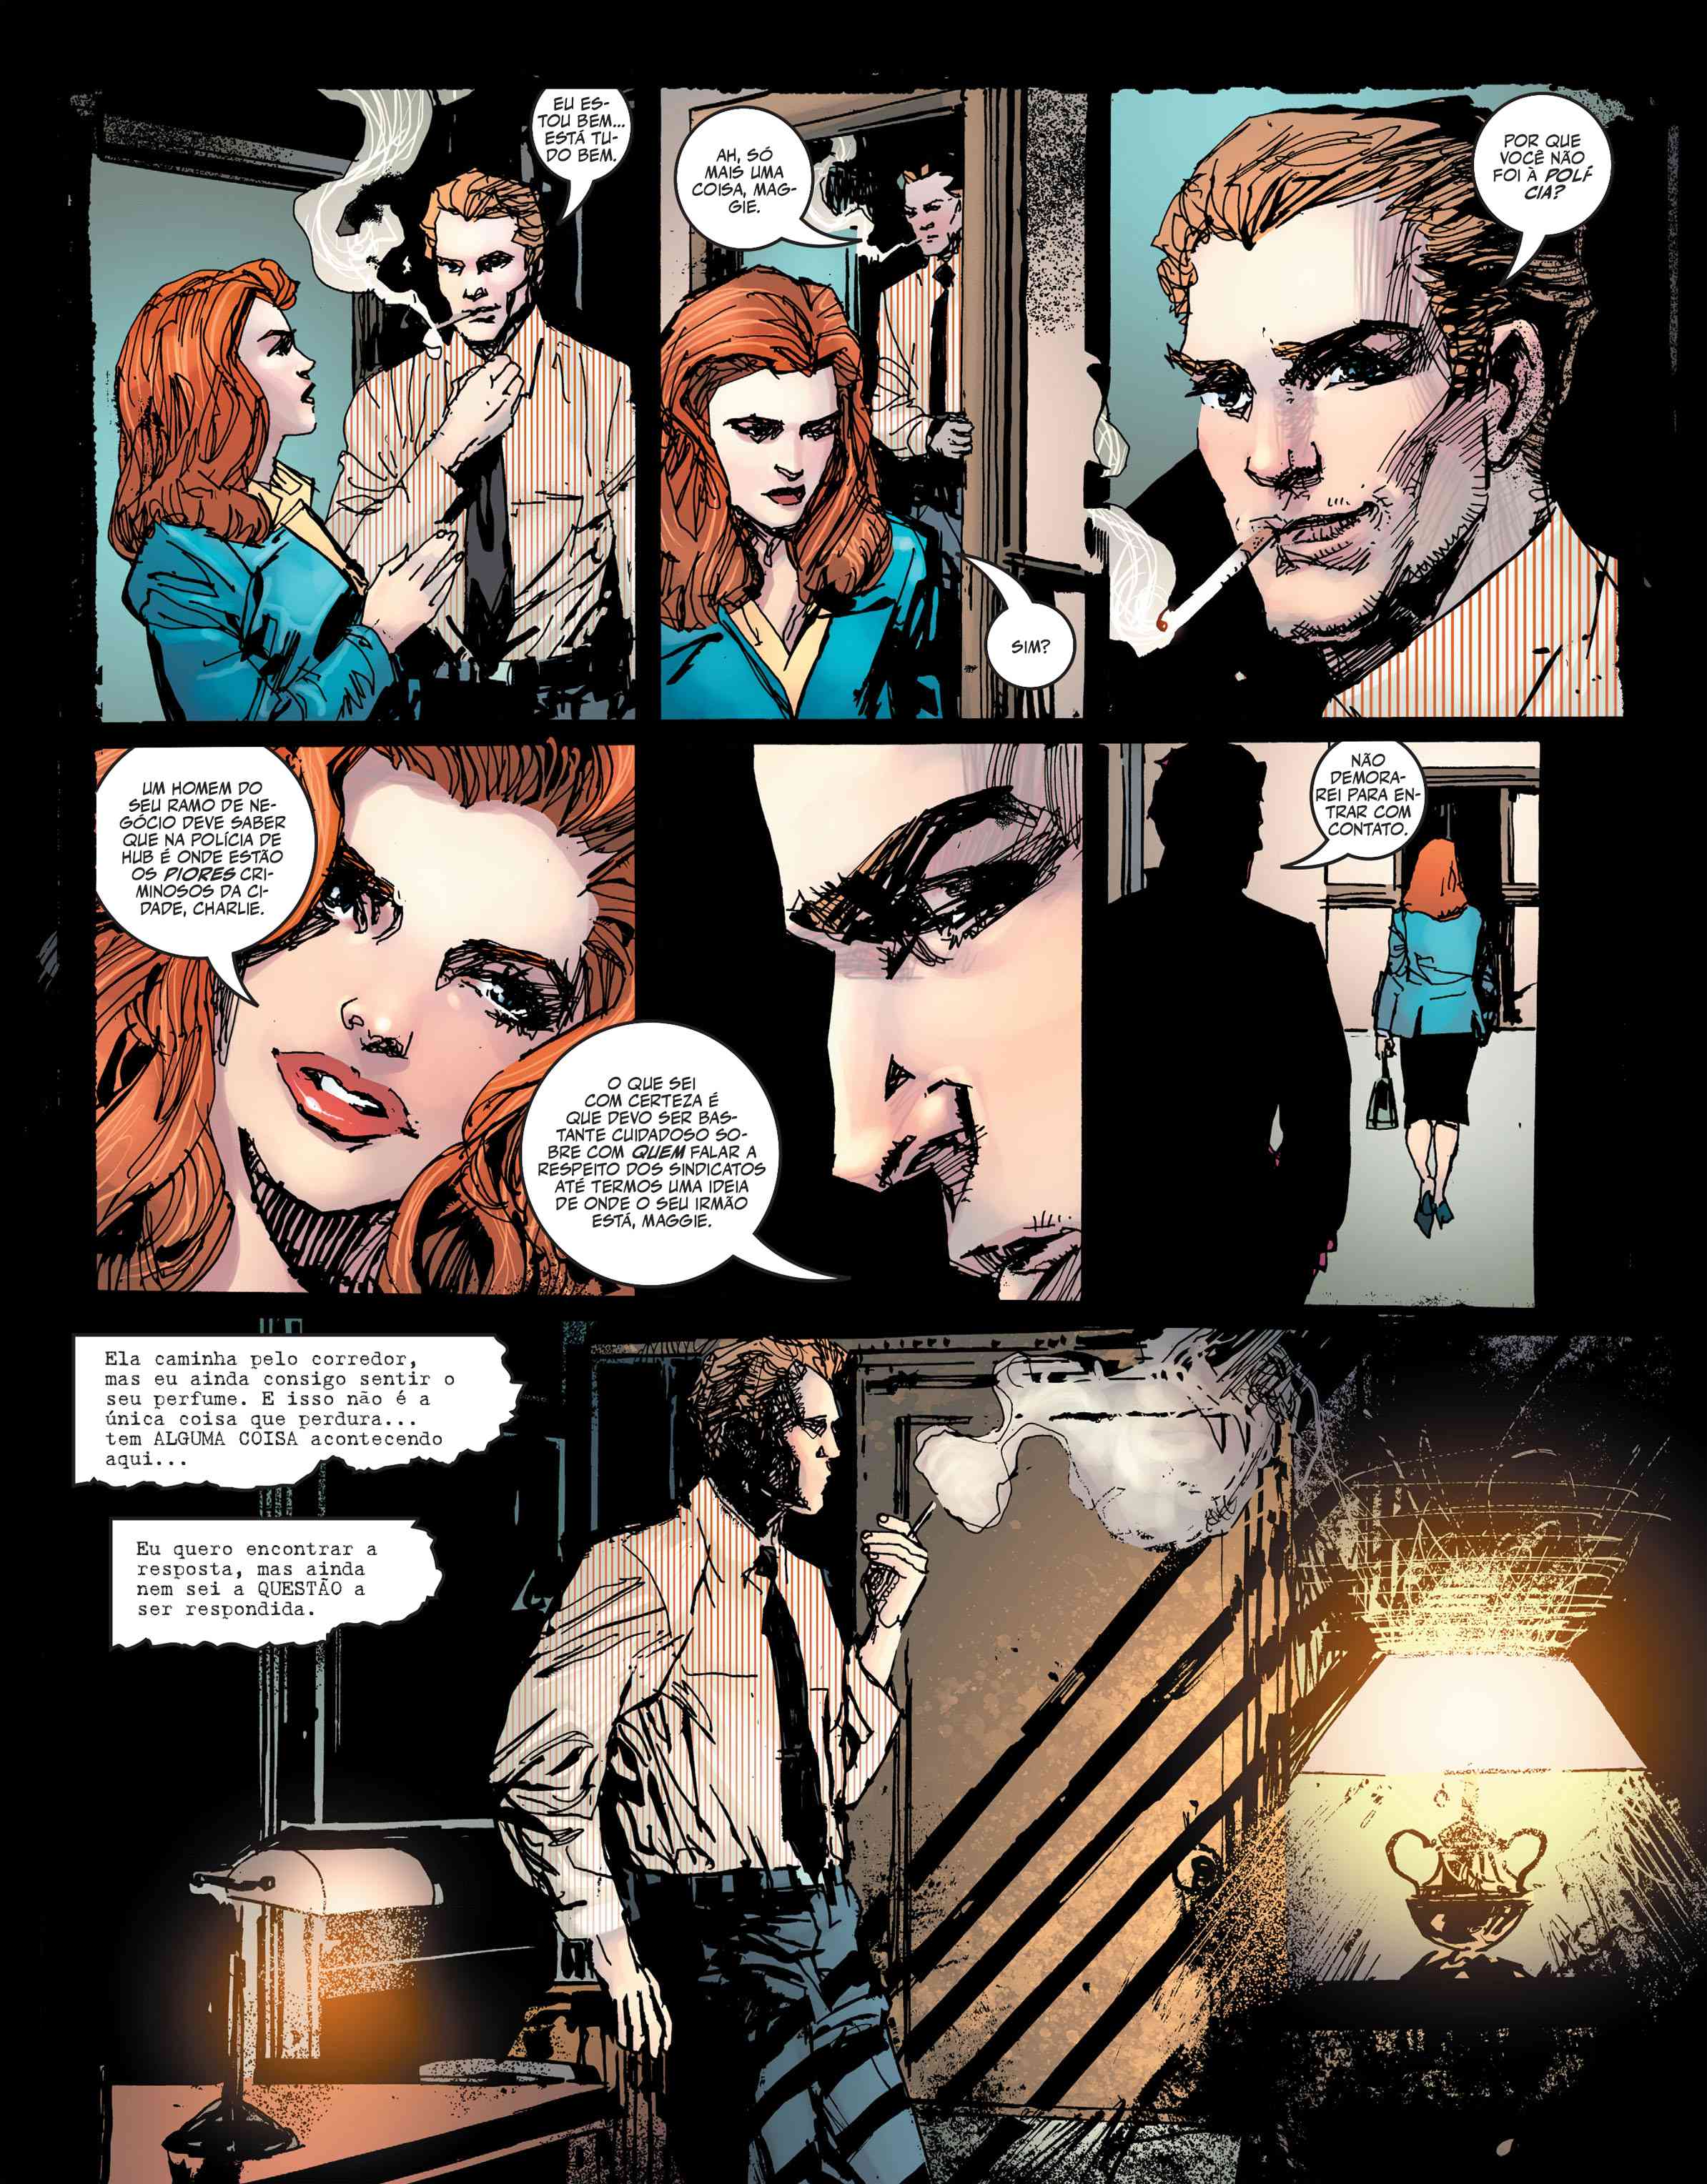 EU ES-
TOU BEM...
ESTÁ TU-
DO BEM.
AH, SÓ
MAIS UMA
COISA, MAG-
GIE.
SIM?
POR QUE
VOCÊ NÃO
FOI À POLÍ-
CIA?
UM HOMEM DO
SEU RAMO DE NE-
GÓCIO DEVE SABER
QUE NA POLÍCIA DE
HUB É ONDE ESTÃO
OS PIORES CRI-
MINOSOS DA CI-
DADE, CHARLIE.
O QUE SEI
COM CERTEZA É
QUE DEVO SER BAS-
TANTE CUIDADOSO SO-
BRE COM QUEM FALAR A
RESPEITO DOS SINDICATOS
ATÉ TERMOS UMA IDEIA
DE ONDE O SEU IRMÃO
ESTÁ, MAGGIE.
NÃO
DEMORA-
REI PARA EN-
TRAR COM
CONTATO.
Ela caminha pelo corredor,
mas eu ainda consigo sentir o
seu perfume. E isso não é a
única coisa que perdura...
tem ALGUMA COISA acontecendo
aqui...
Eu quero encontrar a
resposta, mas ainda
nem sei a QUESTÃO a
ser respondida.